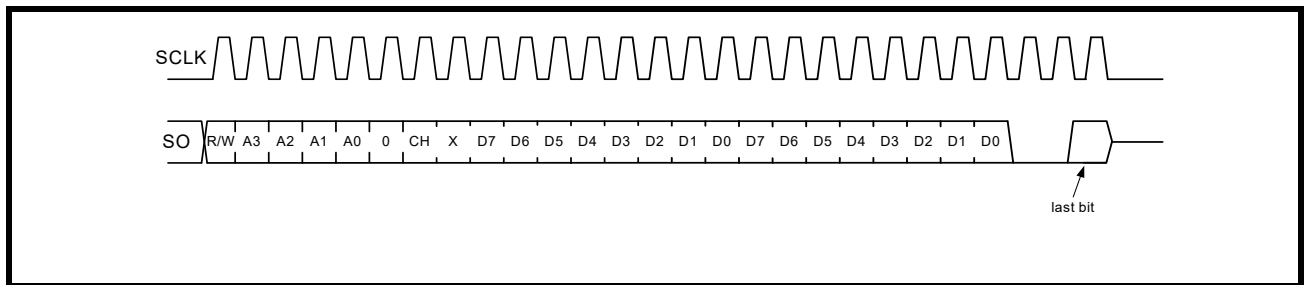 SCLK
SO R/W A3 A2 A1 A0 0 CH X D7 D6 D5 D4 D3 D2 D1 D0 D7 D6 D5 D4 D3 D2 D1 D0
last bit